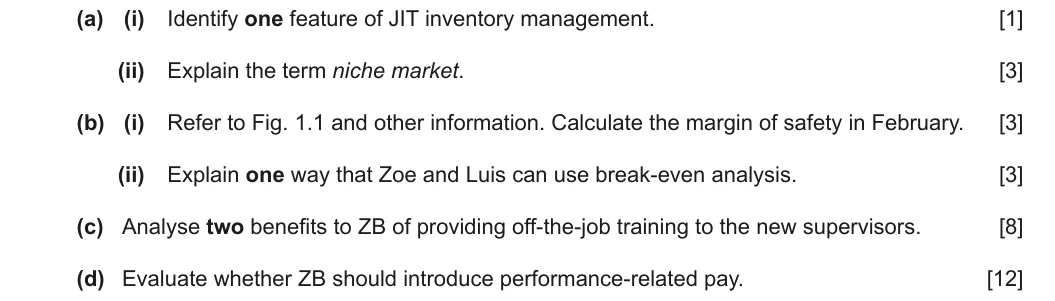 (a) (i) Identify one feature of JIT inventory management. [1]
(ii) Explain the term niche market. [3]
(b) (i) Refer to Fig. 1.1 and other information. Calculate the margin of safety in February. [3]
(ii) Explain one way that Zoe and Luis can use break-even analysis. [3]
(c) Analyse two benefits to ZB of providing off-the-job training to the new supervisors. [8]
(d) Evaluate whether ZB should introduce performance-related pay. [12]